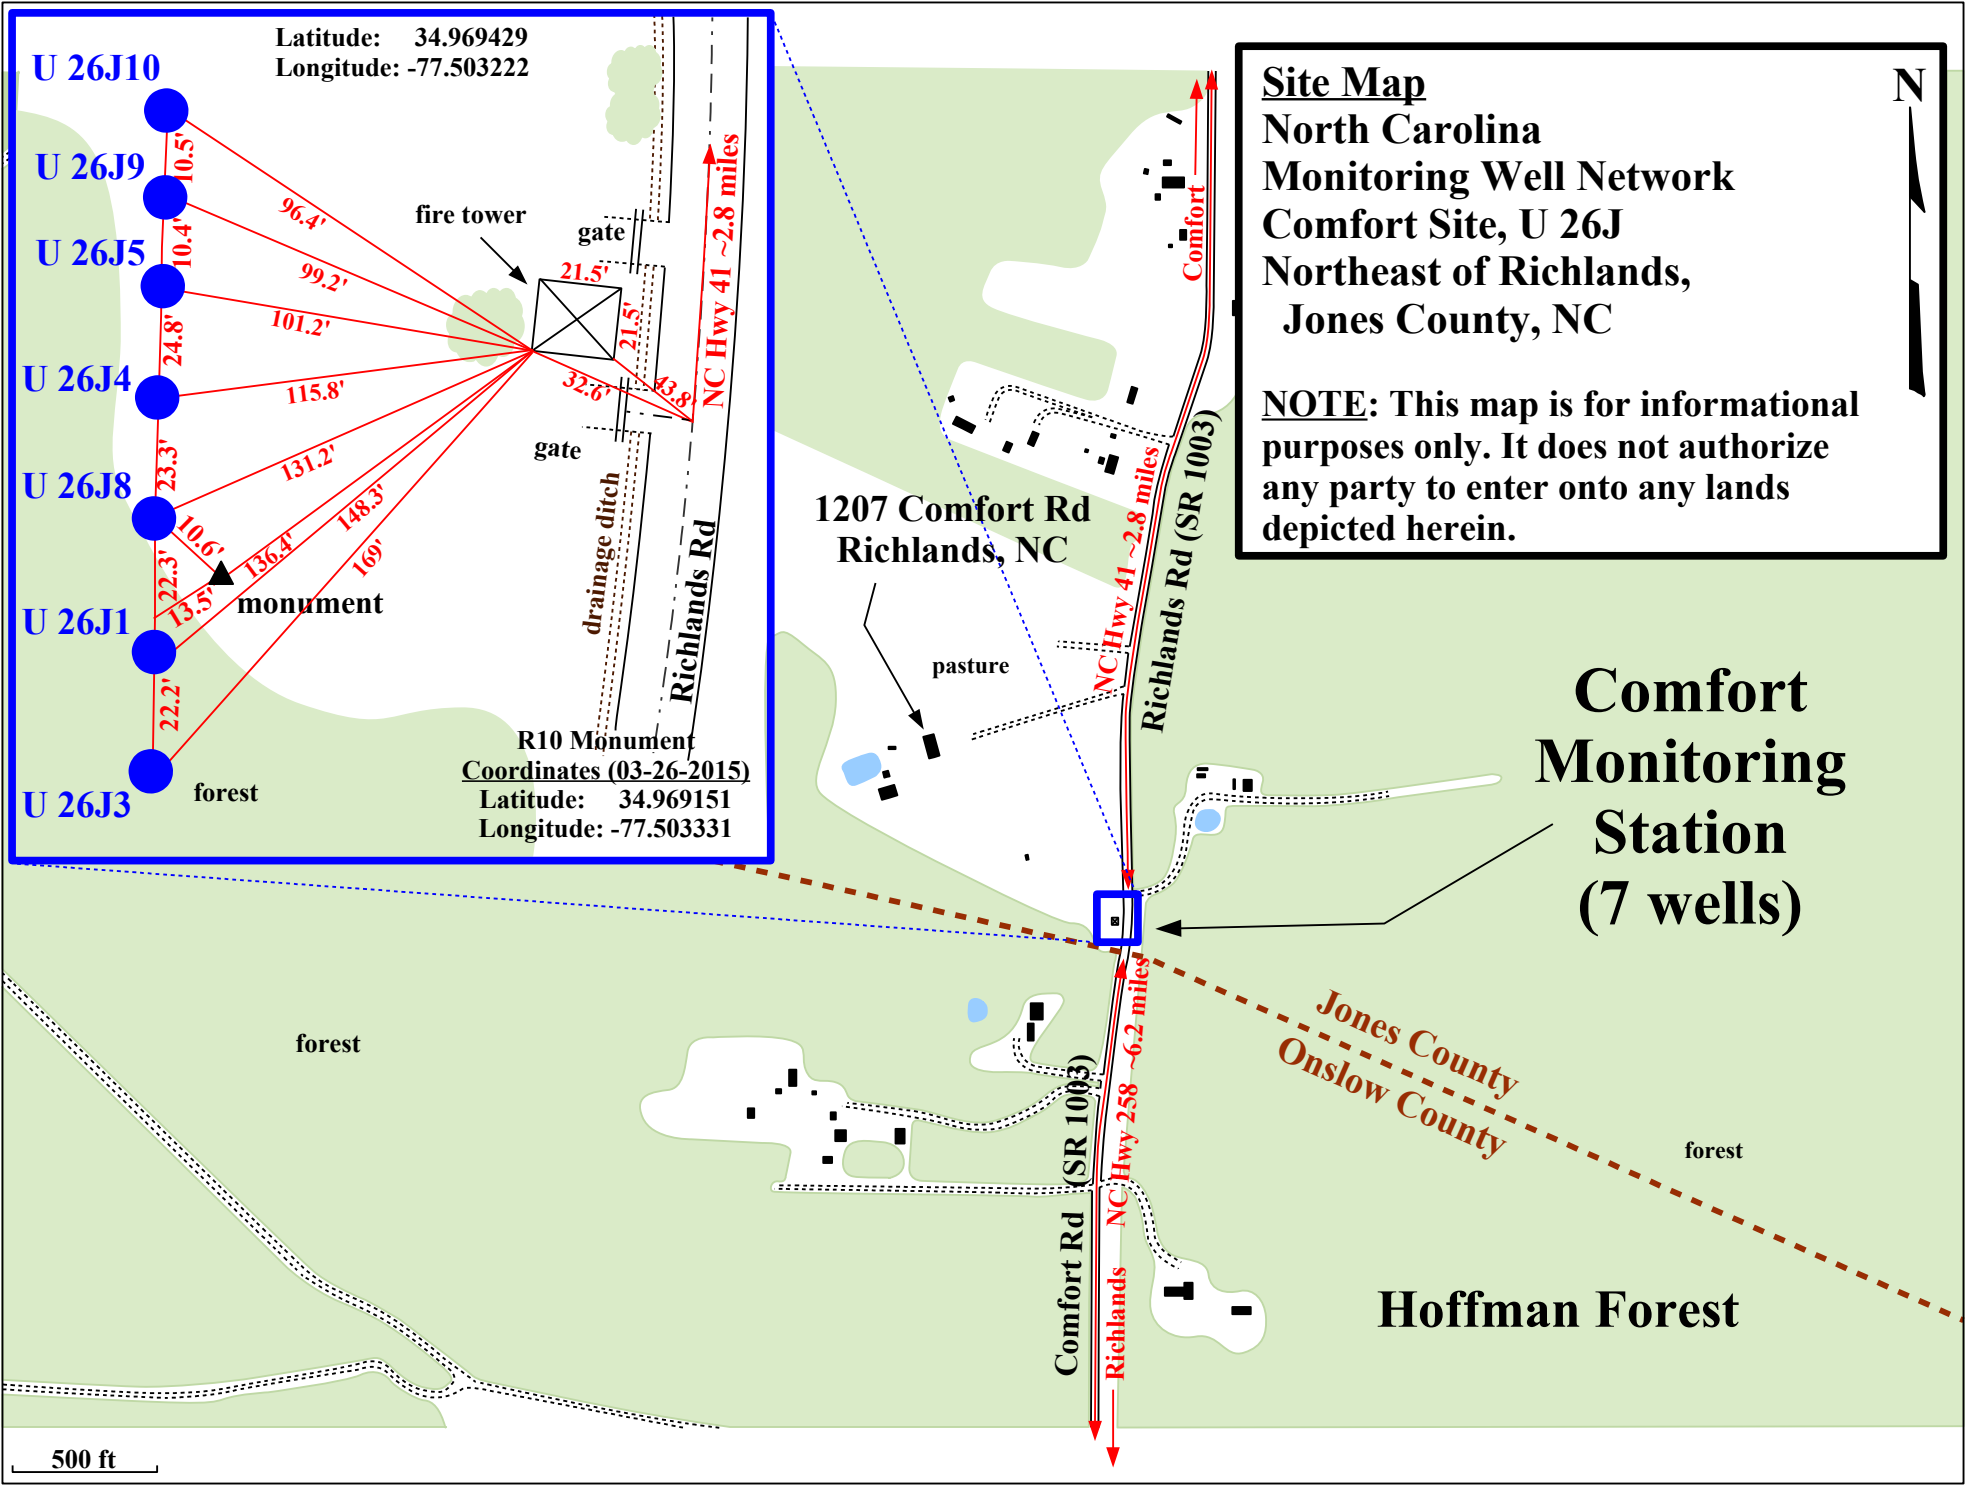 Latitude: 34.969429
Longitude: -77.503222
U 26J10
U 26J9
U 26J5
U 26J4
U 26J8
U 26J1
U 26J3
10.5'
10.4'
24.8'
23.3'
22.3'
22.2'
96.4'
99.2'
101.2'
115.8'
131.2'
10.6'
136.4'
148.3'
169'
13.5'
monument
forest
fire tower
gate
21.5'
21.5'
32.6'
43.8'
gate
drainage ditch
NC Hwy 41 ~2.8 miles
Richlands Rd
R10 Monument
Coordinates (03-26-2015)
Latitude: 34.969151
Longitude: -77.503331
Site Map
North Carolina
Monitoring Well Network
Comfort Site, U 26J
Northeast of Richlands,
Jones County, NC
NOTE: This map is for informational
purposes only. It does not authorize
any party to enter onto any lands
depicted herein.
N
Comfort
NC Hwy 41 ~2.8 miles
Richlands Rd (SR 1003)
1207 Comfort Rd
Richlands, NC
pasture
Comfort
Monitoring
Station
(7 wells)
Jones County
Onslow County
forest
forest
NC Hwy 258 ~6.2 miles
Comfort Rd (SR 1003)
Richlands
Hoffman Forest
500 ft